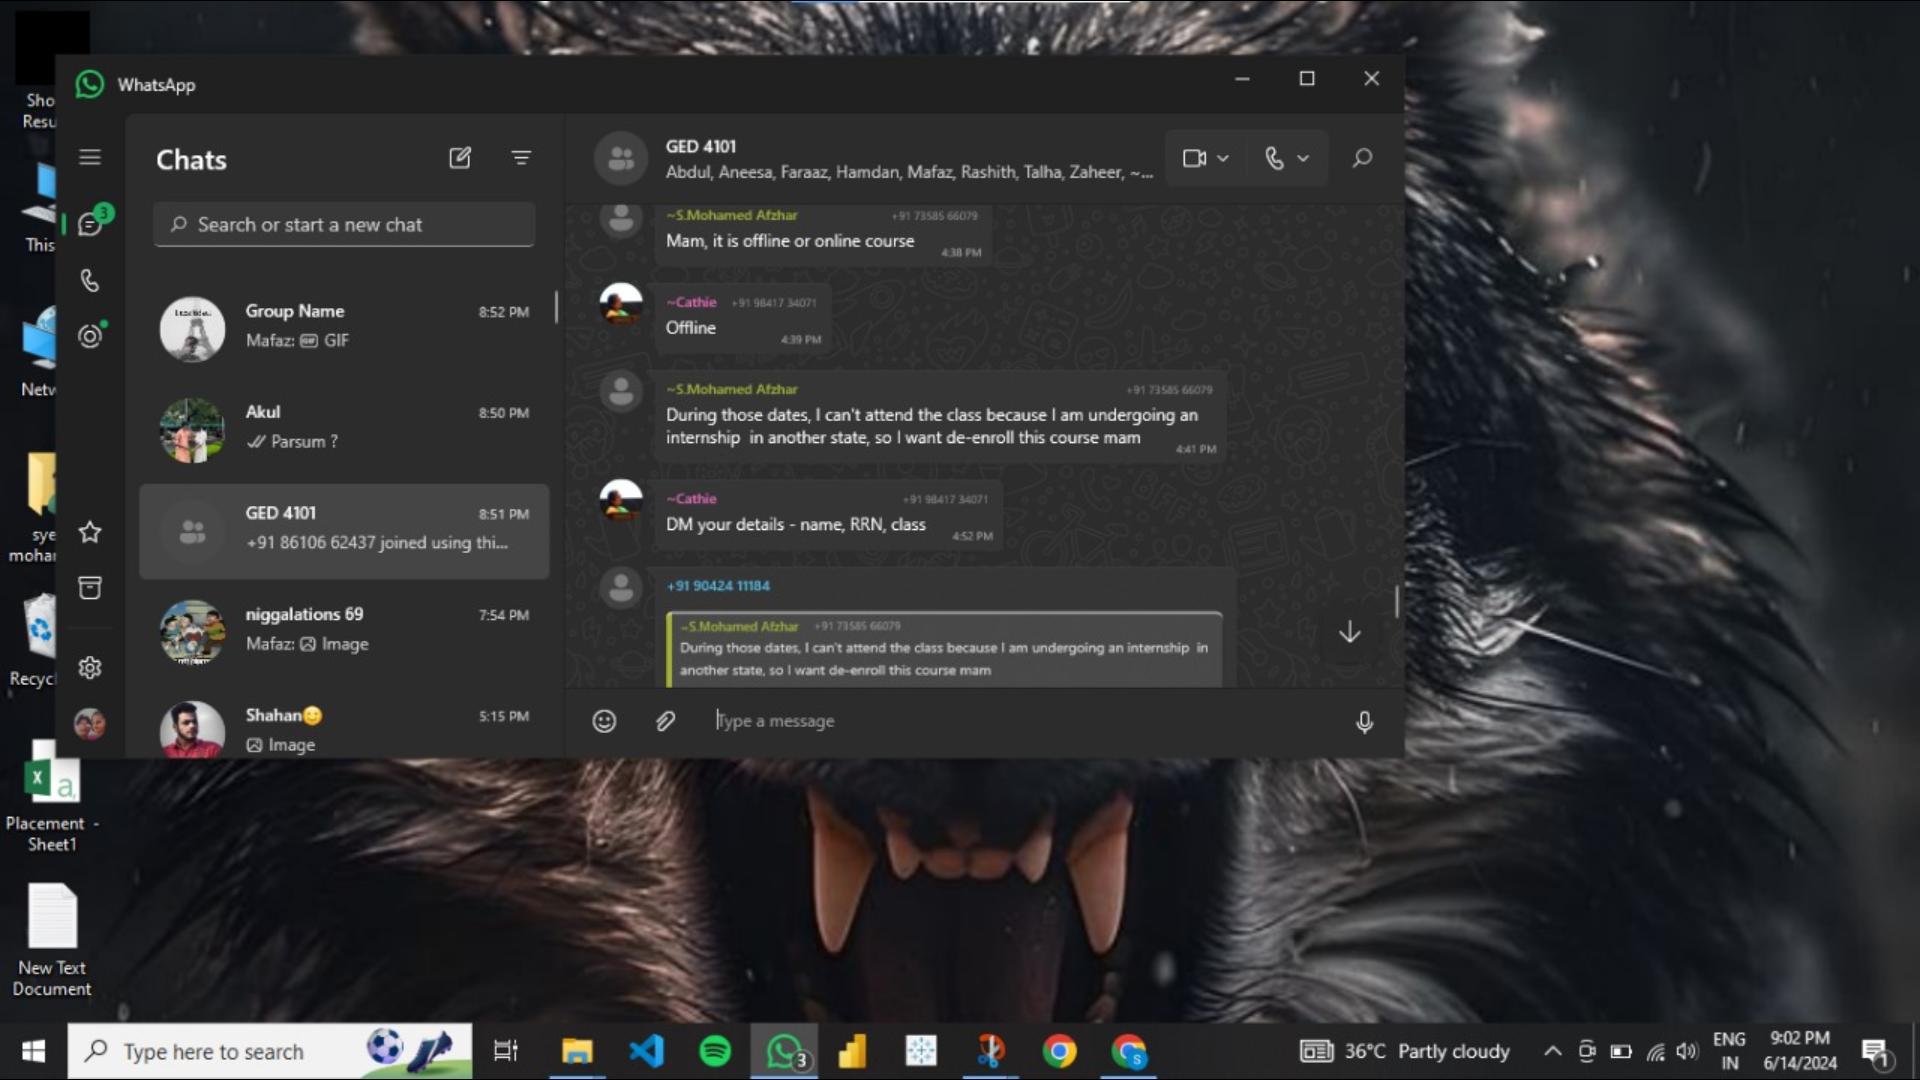 Sho
Resu
This
Netw
sye
mohar
Recyc
Placement -
Sheet1
New Text
Document
WhatsApp
3
Chats
Search or start a new chat
Group Name 8:52 PM
Mafaz: GIF GIF
Akul 8:50 PM
Parsum ?
GED 4101 8:51 PM
+91 86106 62437 joined using thi...
niggalations 69 7:54 PM
Mafaz: Image
Shahan😊 5:15 PM
Image
GED 4101
Abdul, Aneesa, Faraaz, Hamdan, Mafaz, Rashith, Talha, Zaheer, ~...
~S.Mohamed Afzhar +91 73585 66079
Mam, it is offline or online course
4:38 PM
~Cathie +91 98417 34071
Offline
4:39 PM
~S.Mohamed Afzhar +91 73585 66079
During those dates, I can't attend the class because I am undergoing an
internship in another state, so I want de-enroll this course mam
4:41 PM
~Cathie +91 98417 34071
DM your details - name, RRN, class
4:52 PM
+91 90424 11184
~S.Mohamed Afzhar +91 73585 66079
During those dates, I can't attend the class because I am undergoing an internship in
another state, so I want de-enroll this course mam
Type a message
Type here to search
3
S
36°C Partly cloudy
ENG
IN
9:02 PM
6/14/2024
1